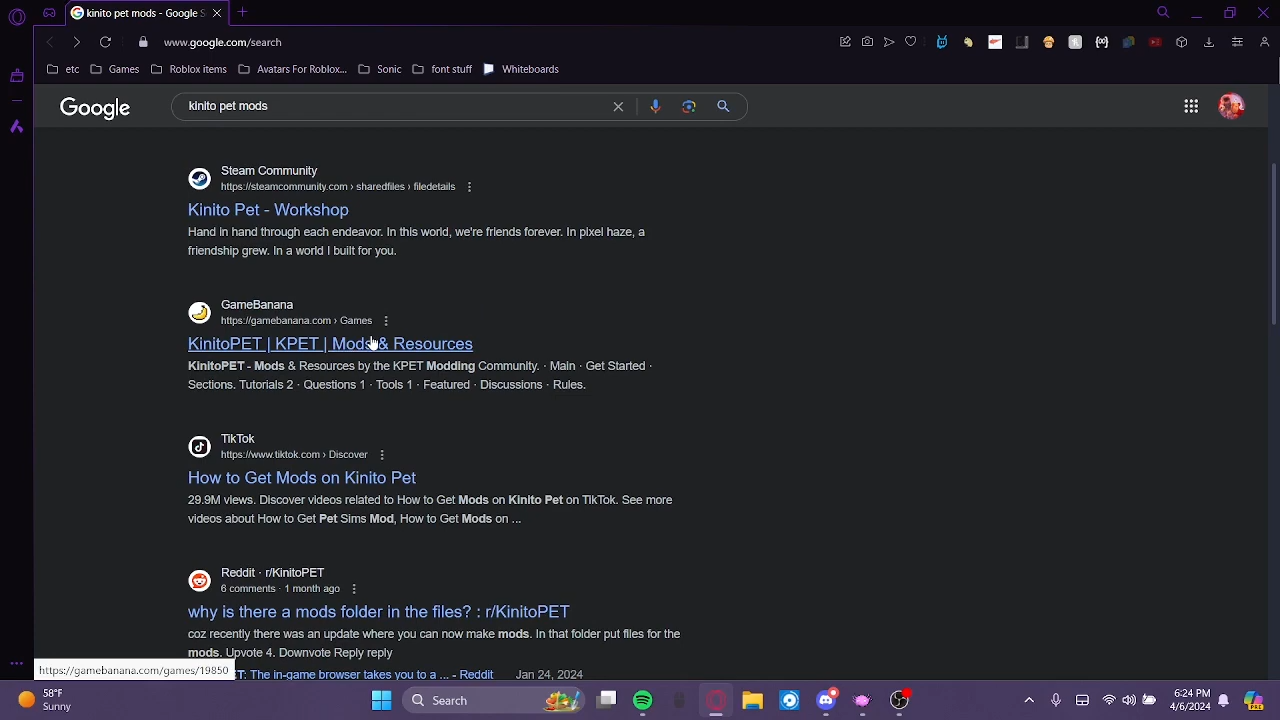 kinito pet mods - Google S
www.google.com/search
etc Games Roblox items Avatars For Roblox... Sonic font stuff Whiteboards
Google kinito pet mods
Steam Community
https://steamcommunity.com › sharedfiles › filedetails
Kinito Pet - Workshop
Hand in hand through each endeavor. In this world, we're friends forever. In pixel haze, a
friendship grew. In a world I built for you.
GameBanana
https://gamebanana.com › Games
KinitoPET | KPET | Mods & Resources
KinitoPET - Mods & Resources by the KPET Modding Community. · Main · Get Started ·
Sections. Tutorials 2 · Questions 1 · Tools 1 · Featured · Discussions · Rules.
TikTok
https://www.tiktok.com › Discover
How to Get Mods on Kinito Pet
29.9M views. Discover videos related to How to Get Mods on Kinito Pet on TikTok. See more
videos about How to Get Pet Sims Mod, How to Get Mods on ...
Reddit · r/KinitoPET
6 comments · 1 month ago
why is there a mods folder in the files? : r/KinitoPET
coz recently there was an update where you can now make mods. In that folder put files for the
mods. Upvote 4. Downvote Reply reply
https://gamebanana.com/games/19850
ET: The in-game browser takes you to a ... - Reddit Jan 24, 2024
58°F
Sunny
Search
6:24 PM
4/6/2024